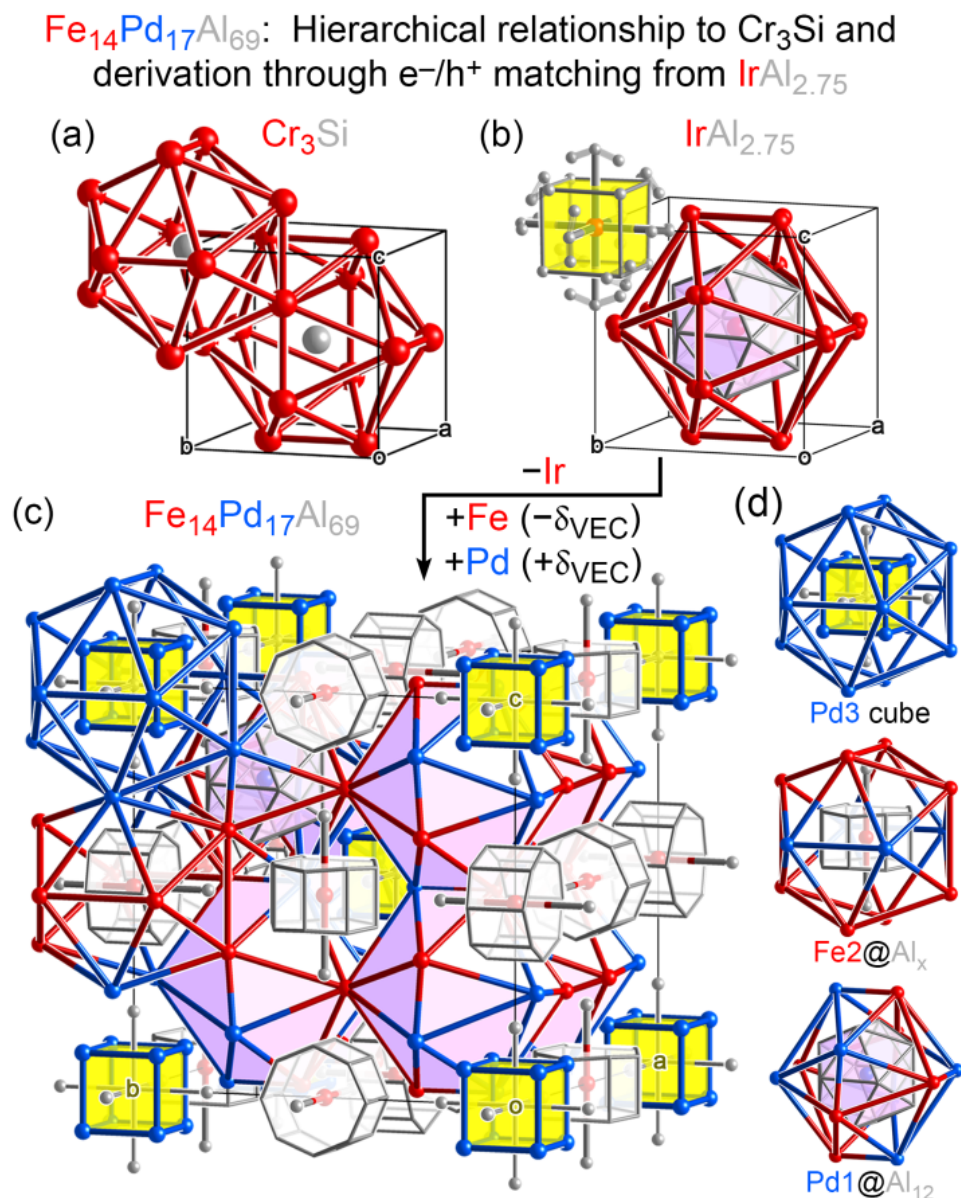 Fe₁₄Pd₁₇Al₆₉: Hierarchical relationship to Cr₃Si and
derivation through e⁻/h⁺ matching from IrAl₂.₇₅
(a) Cr₃Si
(b) IrAl₂.₇₅
c
b
a
o
c
b
a
o
−Ir
+Fe (−δVEC)
+Pd (+δVEC)
(c) Fe₁₄Pd₁₇Al₆₉
c
b
o
a
(d)
Pd3 cube
Fe2@Alₓ
Pd1@Al₁₂